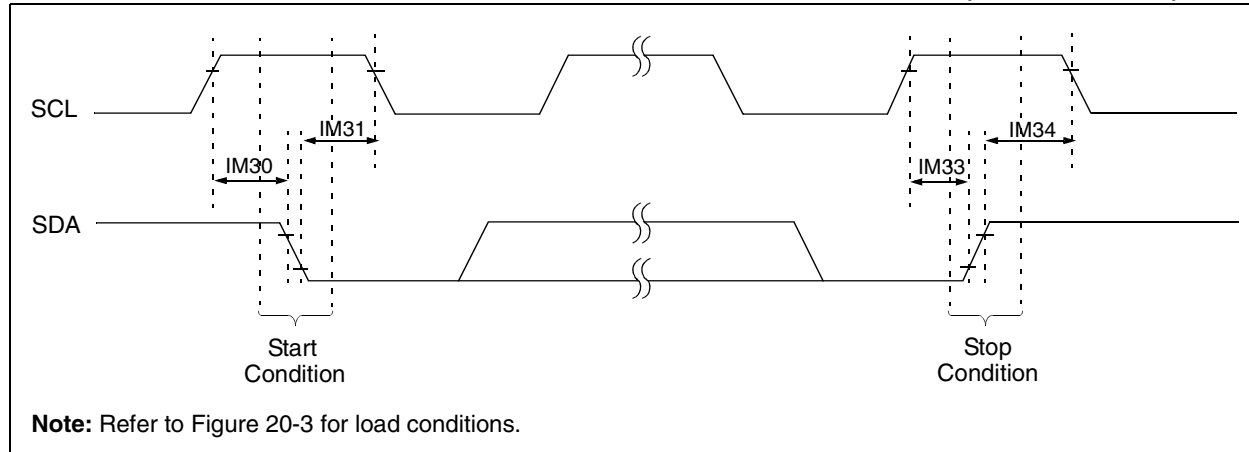 SCL
IM31
IM34
IM30
IM33
SDA
Start
Condition
Stop
Condition
Note: Refer to Figure 20-3 for load conditions.